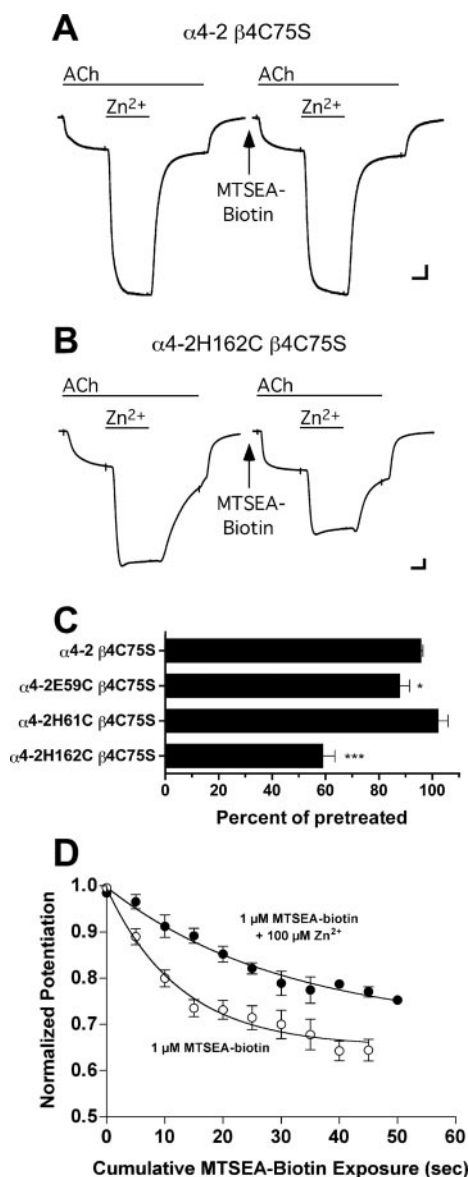 A
α4-2 β4C75S
ACh ACh
Zn²⁺ Zn²⁺
MTSEA-
Biotin
B
α4-2H162C β4C75S
ACh ACh
Zn²⁺ Zn²⁺
MTSEA-
Biotin
C
α4-2 β4C75S
α4-2E59C β4C75S
*
α4-2H61C β4C75S
α4-2H162C β4C75S
***
0 20 40 60 80 100
Percent of pretreated
D
Normalized Potentiation
1.0
0.9
0.8
0.7
0.6
0.5
1 μM MTSEA-biotin
+ 100 μM Zn²⁺
1 μM MTSEA-biotin
0 10 20 30 40 50 60
Cumulative MTSEA-Biotin Exposure (sec)